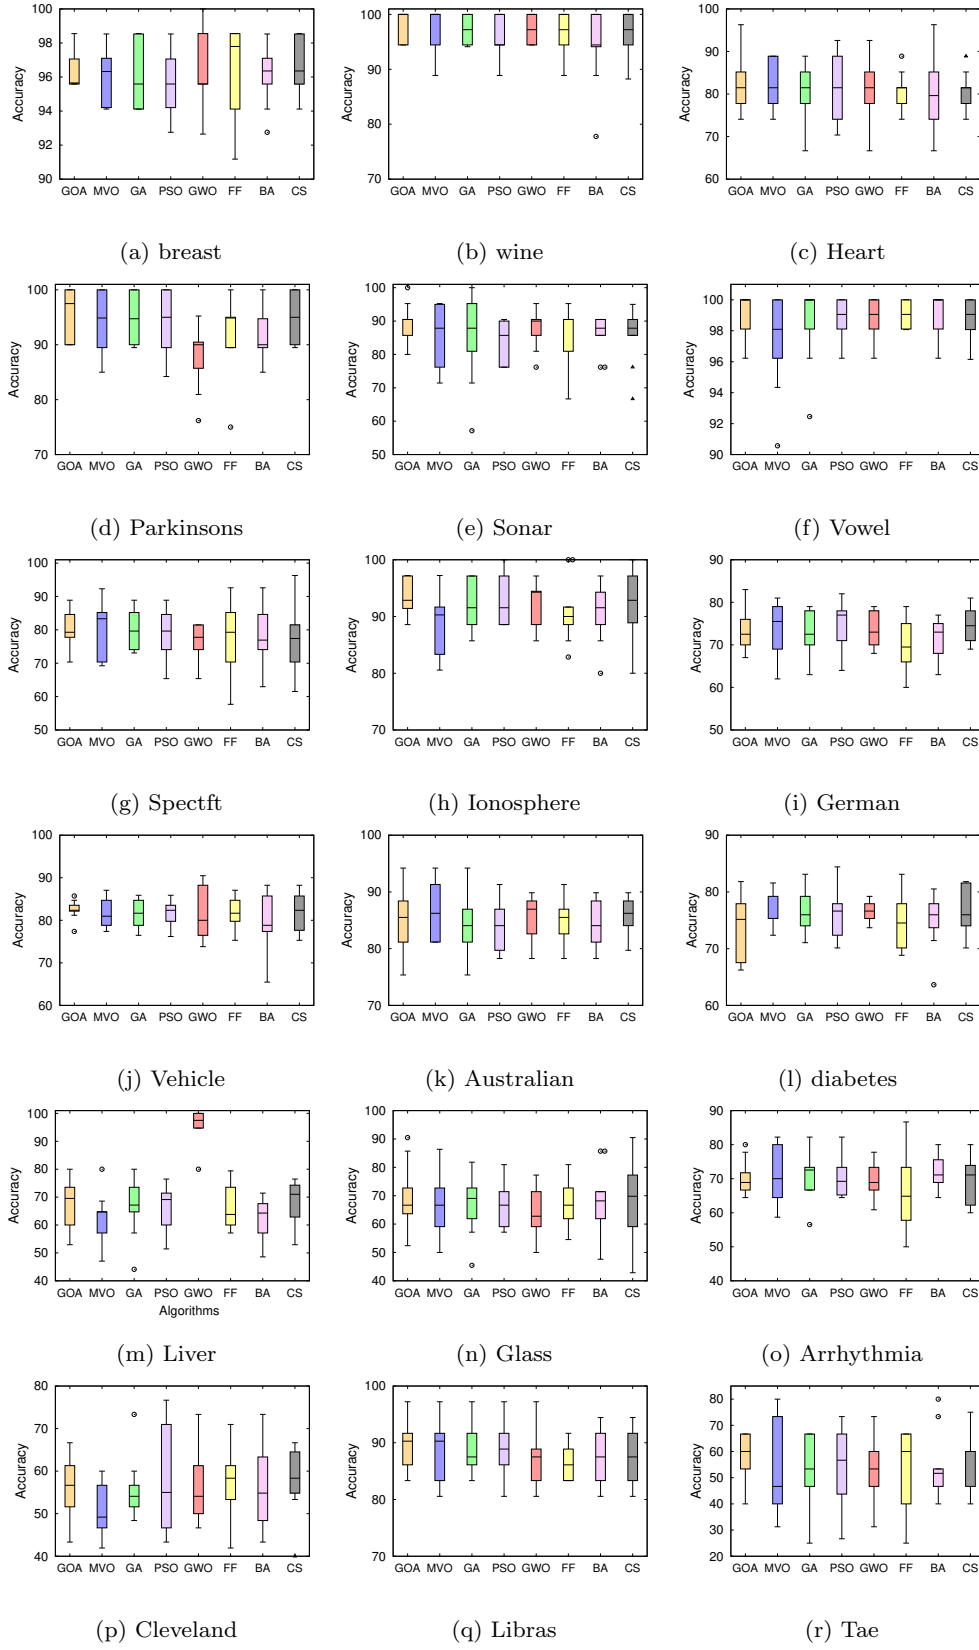 100
98
96
94
92
90
Accuracy
GOA MVO GA PSO GWO FF BA CS
(a) breast
100
90
80
70
Accuracy
GOA MVO GA PSO GWO FF BA CS
(b) wine
100
90
80
70
60
Accuracy
GOA MVO GA PSO GWO FF BA CS
(c) Heart
100
90
80
70
Accuracy
GOA MVO GA PSO GWO FF BA CS
(d) Parkinsons
100
90
80
70
60
50
Accuracy
GOA MVO GA PSO GWO FF BA CS
(e) Sonar
100
98
96
94
92
90
Accuracy
GOA MVO GA PSO GWO FF BA CS
(f) Vowel
100
90
80
70
60
50
Accuracy
GOA MVO GA PSO GWO FF BA CS
(g) Spectft
100
90
80
70
Accuracy
GOA MVO GA PSO GWO FF BA CS
(h) Ionosphere
90
80
70
60
50
Accuracy
GOA MVO GA PSO GWO FF BA CS
(i) German
100
90
80
70
60
Accuracy
GOA MVO GA PSO GWO FF BA CS
(j) Vehicle
100
90
80
70
Accuracy
GOA MVO GA PSO GWO FF BA CS
(k) Australian
90
80
70
60
Accuracy
GOA MVO GA PSO GWO FF BA CS
(l) diabetes
100
90
80
70
60
50
40
Accuracy
GOA MVO GA PSO GWO FF BA CS
Algorithms
(m) Liver
100
90
80
70
60
50
40
Accuracy
GOA MVO GA PSO GWO FF BA CS
(n) Glass
90
80
70
60
50
40
Accuracy
GOA MVO GA PSO GWO FF BA CS
(o) Arrhythmia
80
70
60
50
40
Accuracy
GOA MVO GA PSO GWO FF BA CS
(p) Cleveland
100
90
80
70
Accuracy
GOA MVO GA PSO GWO FF BA CS
(q) Libras
80
70
60
50
40
30
20
Accuracy
GOA MVO GA PSO GWO FF BA CS
(r) Tae